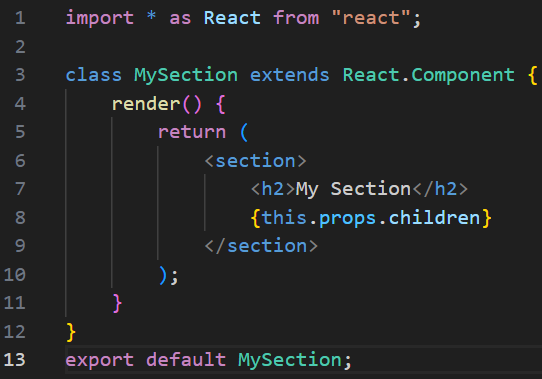 1 import * as React from "react";
2
3 class MySection extends React.Component {
4     render() {
5         return (
6             <section>
7                 <h2>My Section</h2>
8                 {this.props.children}
9             </section>
10         );
11     }
12 }
13 export default MySection;